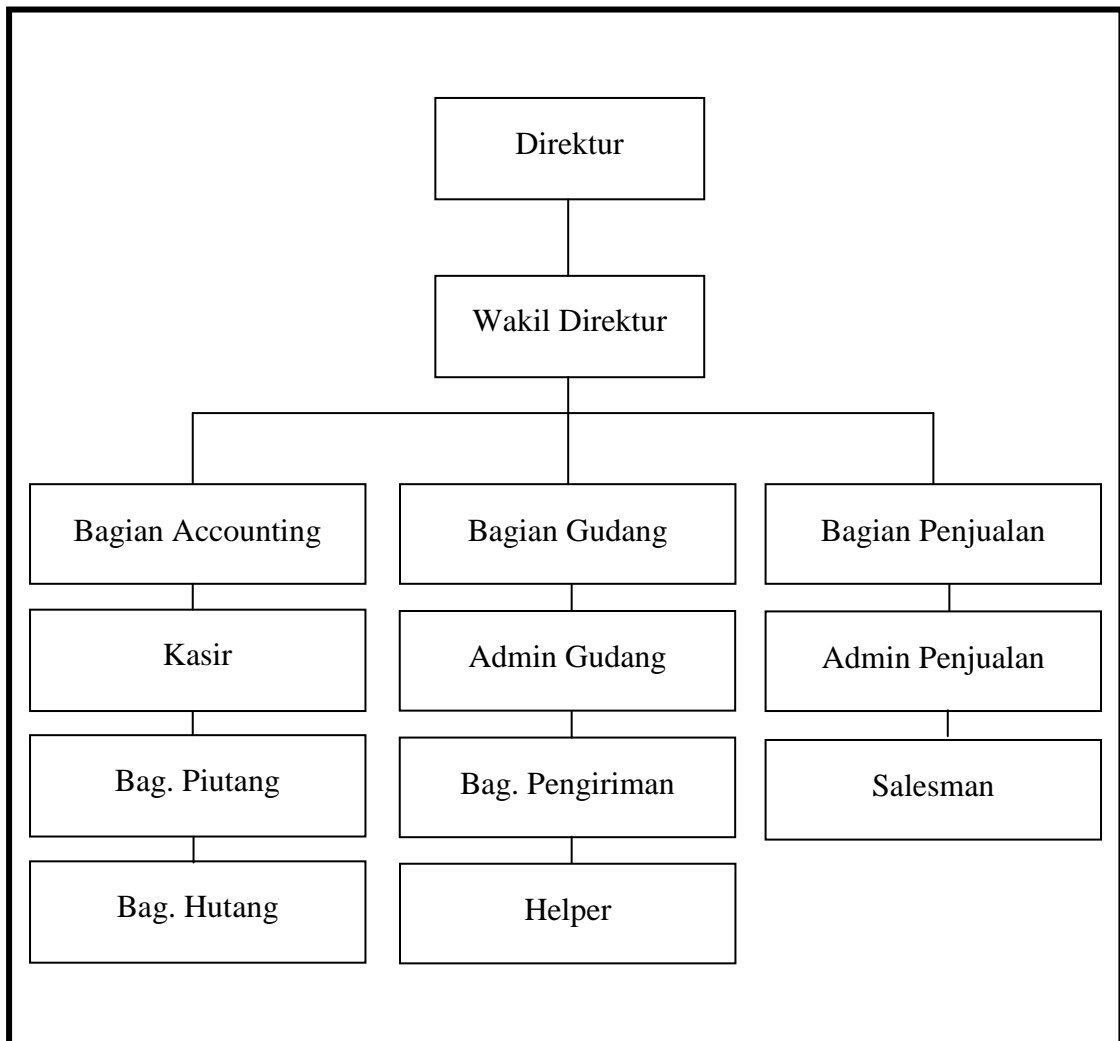 Direktur
Wakil Direktur
Bagian Accounting
Bagian Gudang
Bagian Penjualan
Kasir
Admin Gudang
Admin Penjualan
Bag. Piutang
Bag. Pengiriman
Salesman
Bag. Hutang
Helper